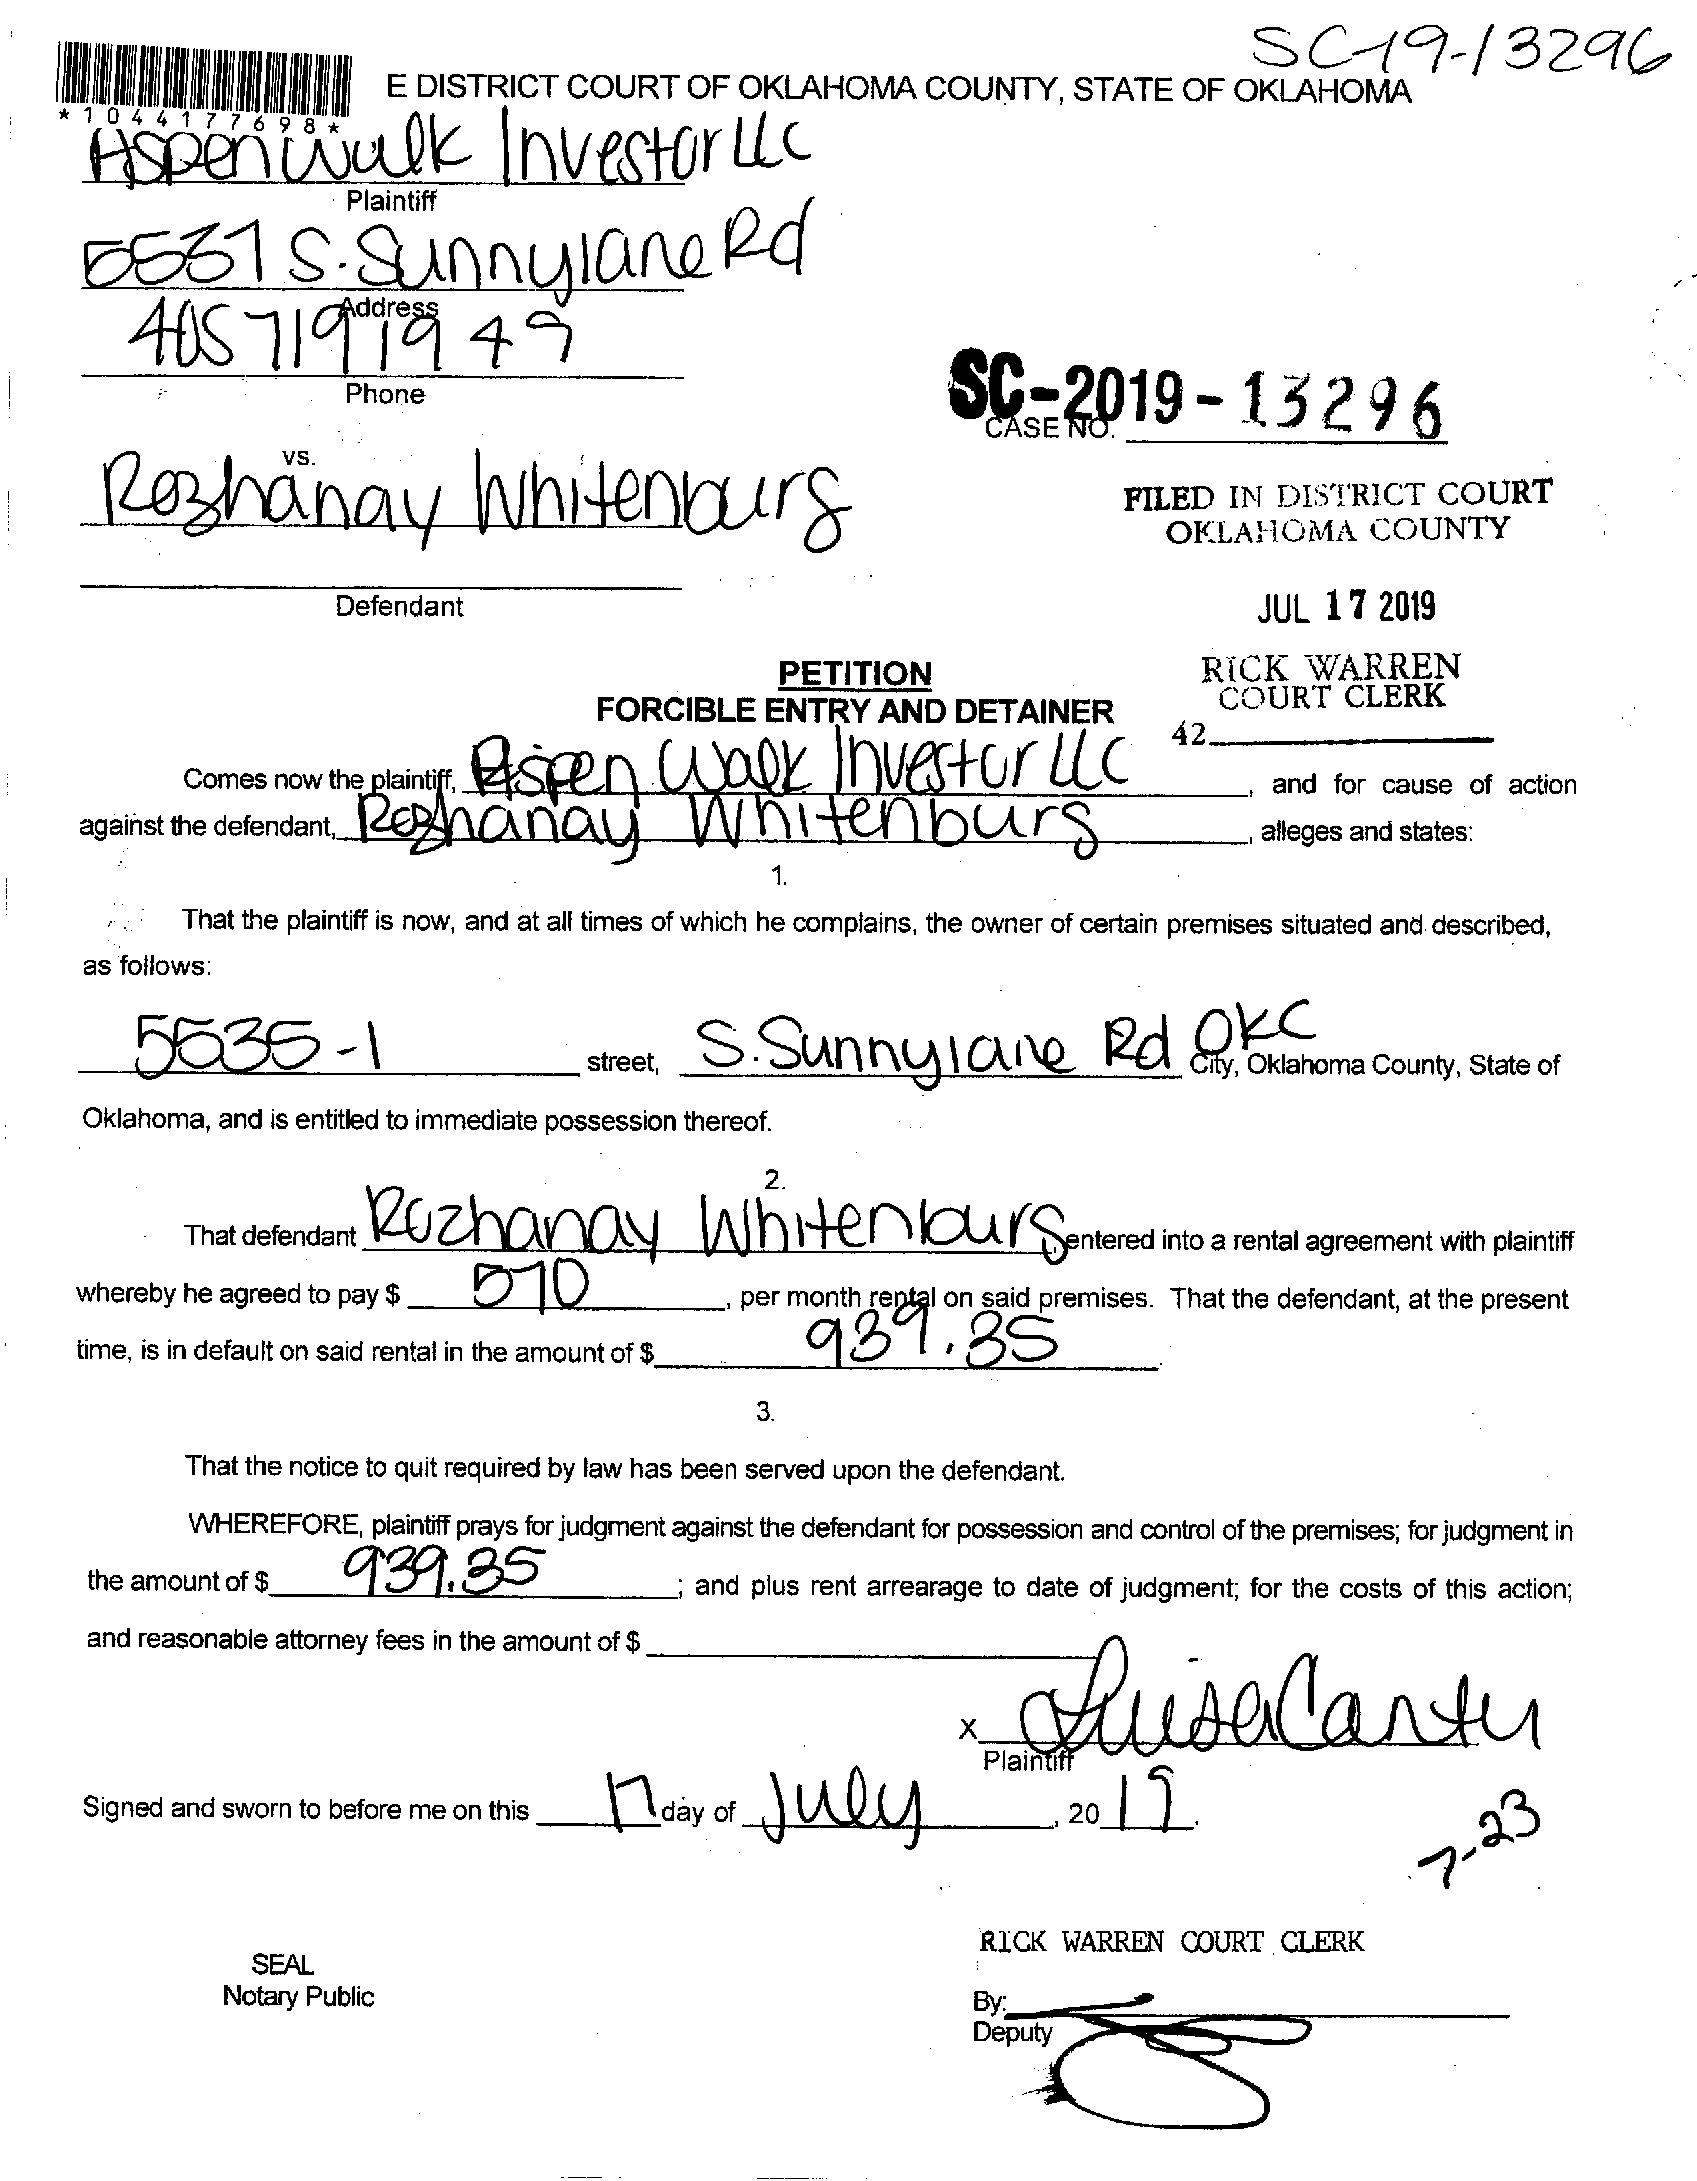 SC-19-13296
E DISTRICT COURT OF OKLAHOMA COUNTY, STATE OF OKLAHOMA
*1044177698*
Aspen Walk Investor LLC
Plaintiff
5531 S. Sunnylane Rd
Address
405 719 1949
Phone
SC-2019-13296
CASE NO.
vs.
Rozhanay Whitenburg
FILED IN DISTRICT COURT
OKLAHOMA COUNTY
Defendant
JUL 17 2019
PETITION
RICK WARREN
COURT CLERK
FORCIBLE ENTRY AND DETAINER
42
Comes now the plaintiff, Aspen Walk Investor LLC, and for cause of action
against the defendant, Rozhanay Whitenburg, alleges and states:
1.
That the plaintiff is now, and at all times of which he complains, the owner of certain premises situated and described,
as follows:
5535-1 street, S. Sunnylane Rd OKC City, Oklahoma County, State of
Oklahoma, and is entitled to immediate possession thereof.
2.
That defendant Rozhanay Whitenburg entered into a rental agreement with plaintiff
whereby he agreed to pay $ 570, per month rental on said premises. That the defendant, at the present
time, is in default on said rental in the amount of $ 939.35
3.
That the notice to quit required by law has been served upon the defendant.
WHEREFORE, plaintiff prays for judgment against the defendant for possession and control of the premises; for judgment in
the amount of $ 939.35; and plus rent arrearage to date of judgment; for the costs of this action;
and reasonable attorney fees in the amount of $
X Luisa Cantu
Plaintiff
Signed and sworn to before me on this 17 day of July, 2019.
7-23
RICK WARREN COURT CLERK
SEAL
Notary Public
By:
Deputy